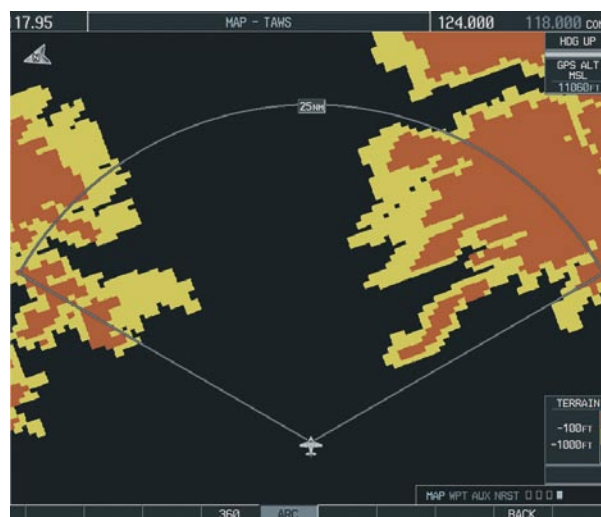 17.95 MAP - TAWS 124.000 118.000 COM
HDG UP
GPS ALT
MSL
11060FT
25NM
TERRAIN
-100FT
-1000FT
MAP WPT AUX NRST
360 ARC BACK